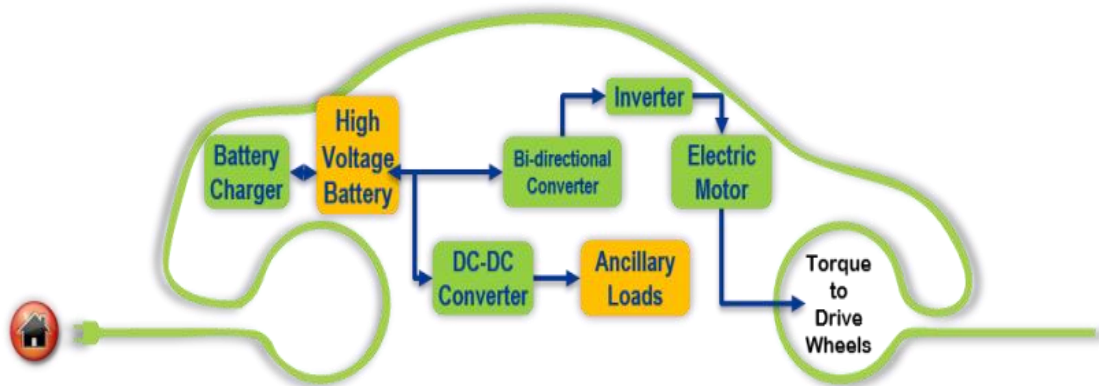 Inverter
High
Voltage
Battery
Battery
Charger
Bi-directional
Converter
Electric
Motor
DC-DC
Converter
Ancillary
Loads
Torque
to
Drive
Wheels